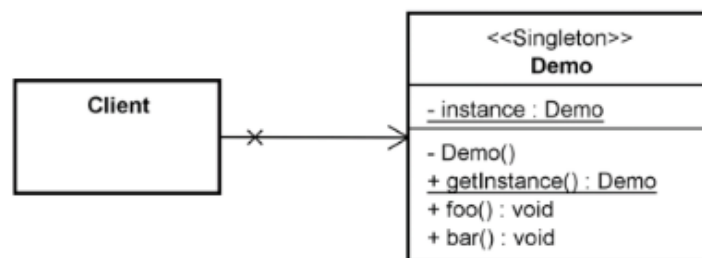 Client
<<Singleton>>
Demo
- instance : Demo
- Demo()
+ getInstance() : Demo
+ foo() : void
+ bar() : void